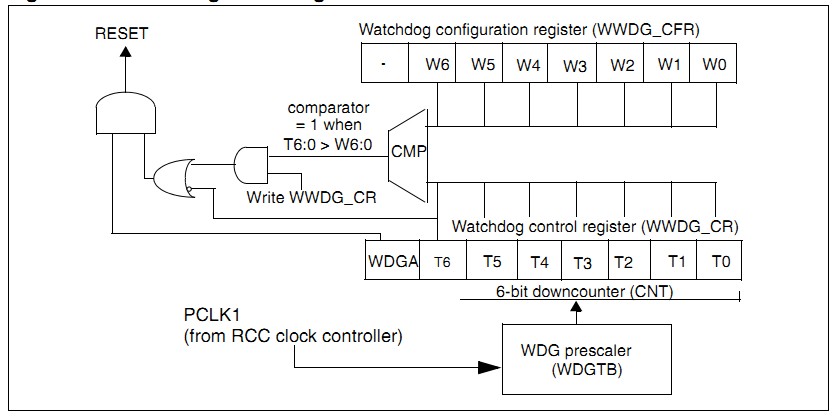 RESET
Watchdog configuration register (WWDG_CFR)
- W6 W5 W4 W3 W2 W1 W0
comparator
= 1 when
T6:0 > W6:0
CMP
Write WWDG_CR
Watchdog control register (WWDG_CR)
WDGA T6 T5 T4 T3 T2 T1 T0
6-bit downcounter (CNT)
PCLK1
(from RCC clock controller)
WDG prescaler
(WDGTB)